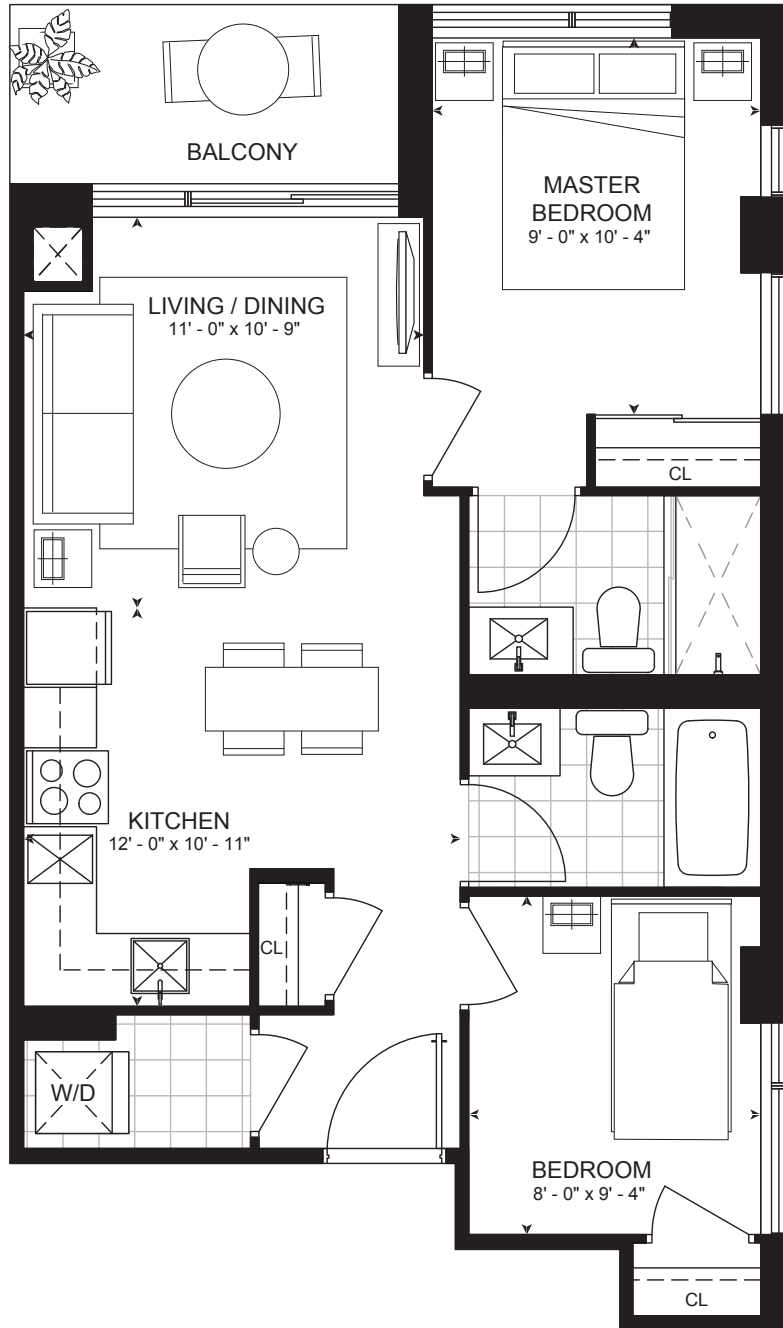 BALCONY
MASTER
BEDROOM
9' - 0" x 10' - 4"
LIVING / DINING
11' - 0" x 10' - 9"
CL
KITCHEN
12' - 0" x 10' - 11"
CL
W/D
BEDROOM
8' - 0" x 9' - 4"
CL